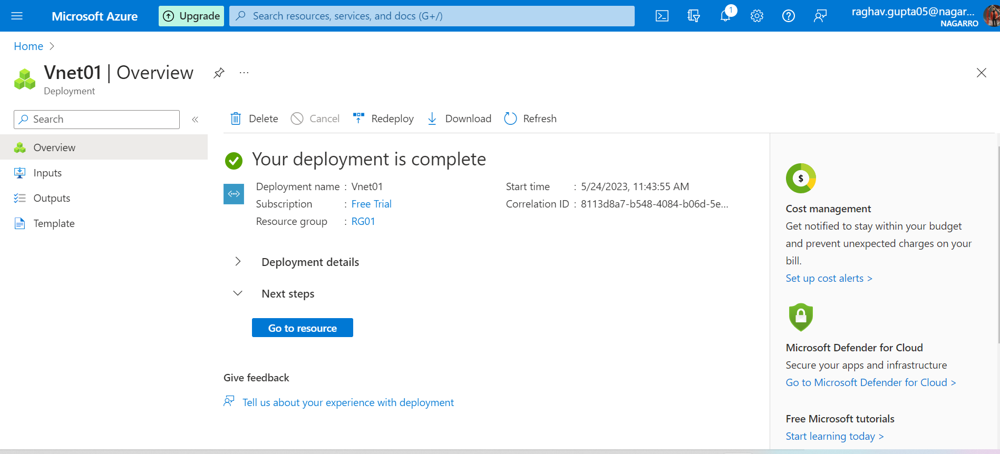 Microsoft Azure
Upgrade
Search resources, services, and docs (G+/)
1
raghav.gupta05@nagar...
NAGARRO
Home >
Vnet01 | Overview
...
Deployment
Search
«
Overview
Inputs
Outputs
Template
Delete
Cancel
Redeploy
Download
Refresh
Your deployment is complete
Deployment name : Vnet01
Subscription : Free Trial
Resource group : RG01
Start time : 5/24/2023, 11:43:55 AM
Correlation ID : 8113d8a7-b548-4084-b06d-5e...
Deployment details
Next steps
Go to resource
Give feedback
Tell us about your experience with deployment
$
Cost management
Get notified to stay within your budget
and prevent unexpected charges on your
bill.
Set up cost alerts >
Microsoft Defender for Cloud
Secure your apps and infrastructure
Go to Microsoft Defender for Cloud >
Free Microsoft tutorials
Start learning today >